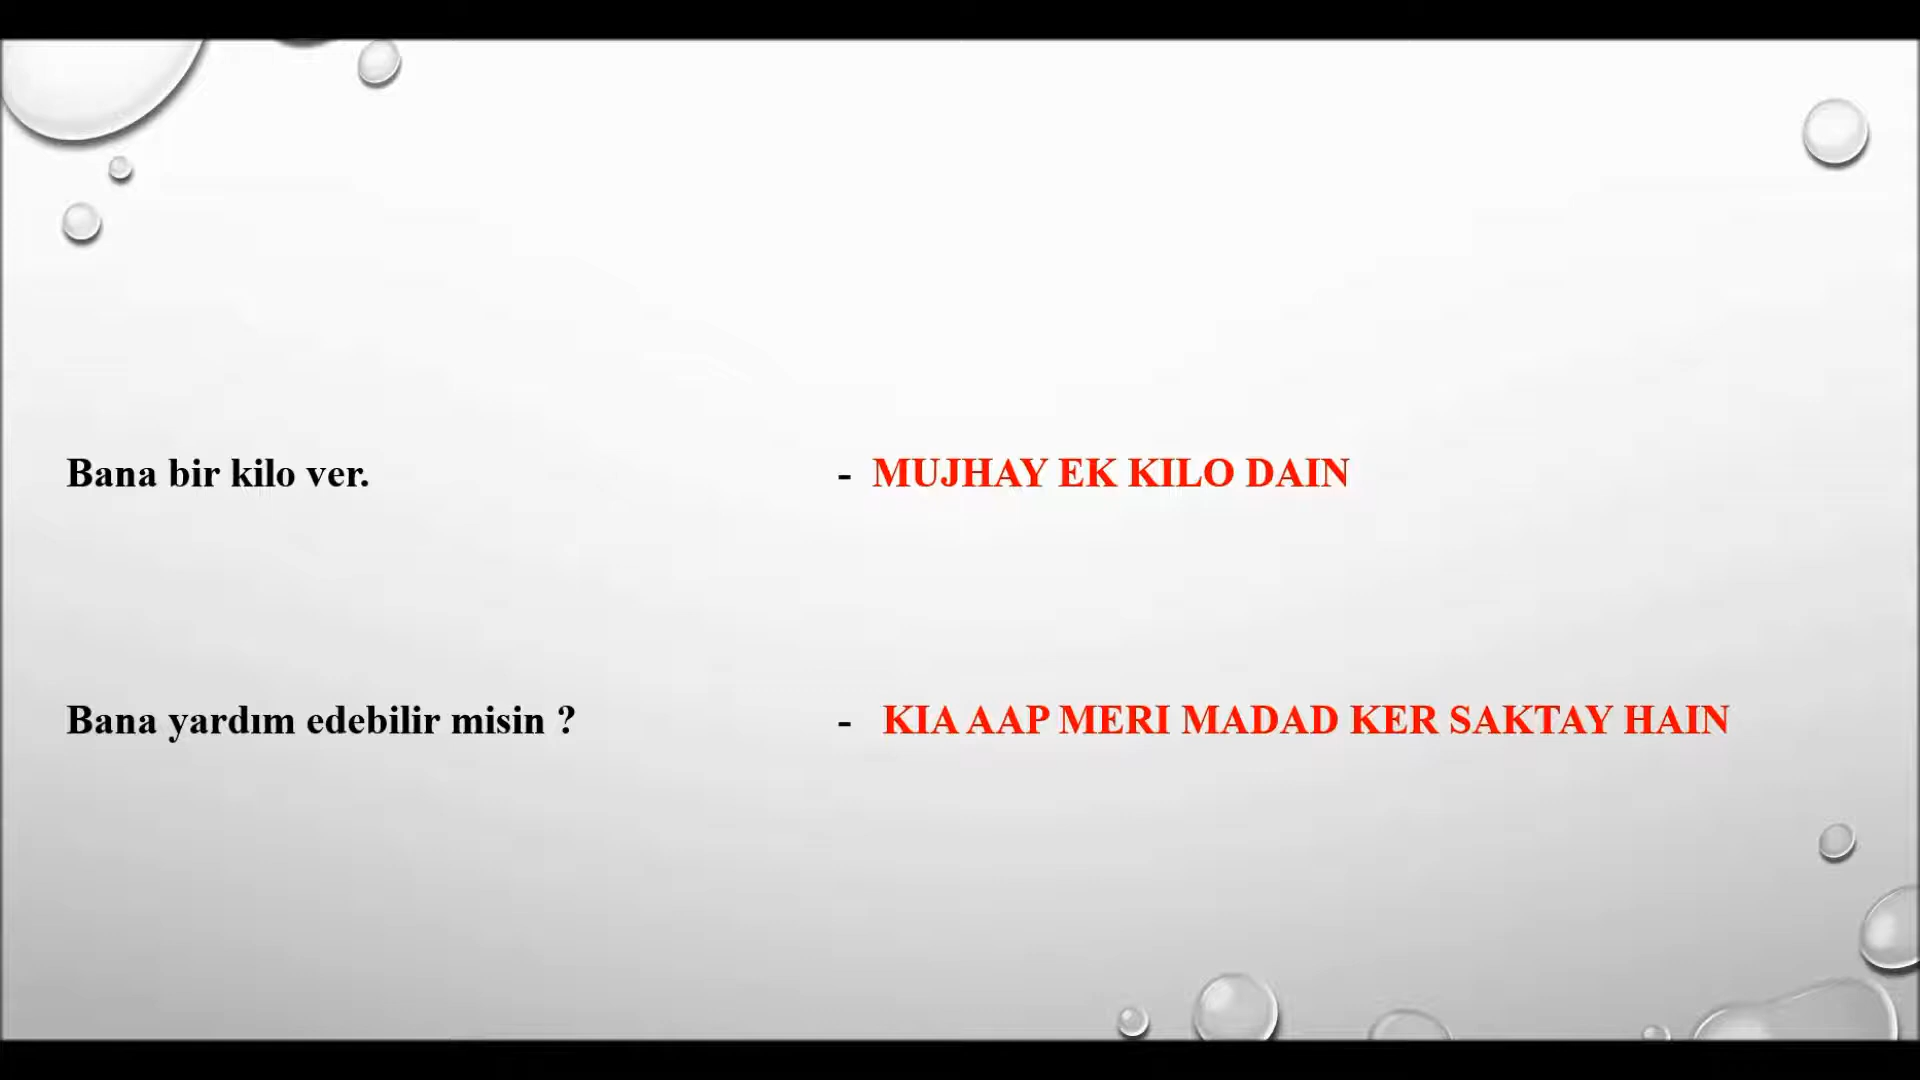 Bana bir kilo ver. - MUJHAY EK KILO DAIN
Bana yardım edebilir misin ? - KIA AAP MERI MADAD KER SAKTAY HAIN